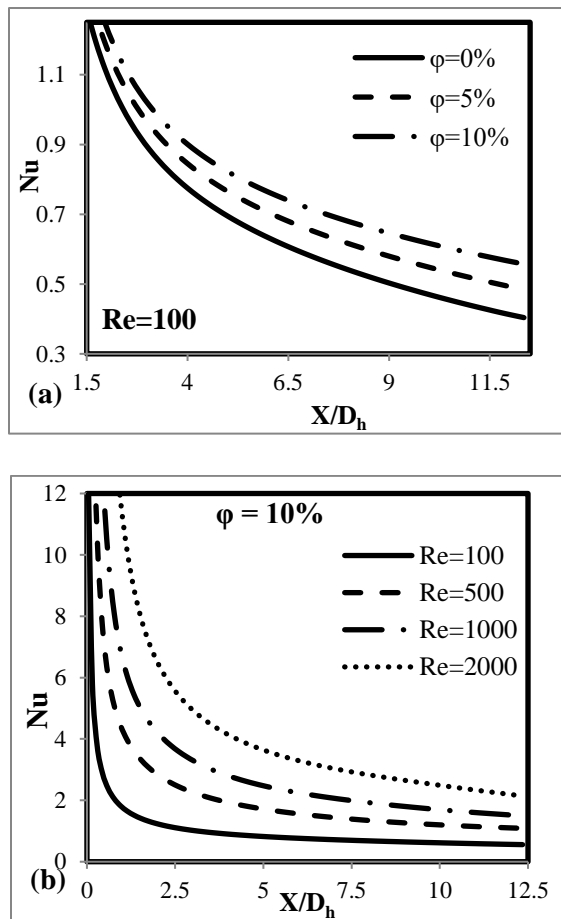 1.1
0.9
0.7
0.5
0.3
Nu
φ=0%
φ=5%
φ=10%
Re=100
1.5
4
6.5
9
11.5
(a)
X/Dh
φ = 10%
12
10
8
6
4
2
0
Nu
Re=100
Re=500
Re=1000
Re=2000
0
2.5
5
7.5
10
12.5
(b)
X/Dh